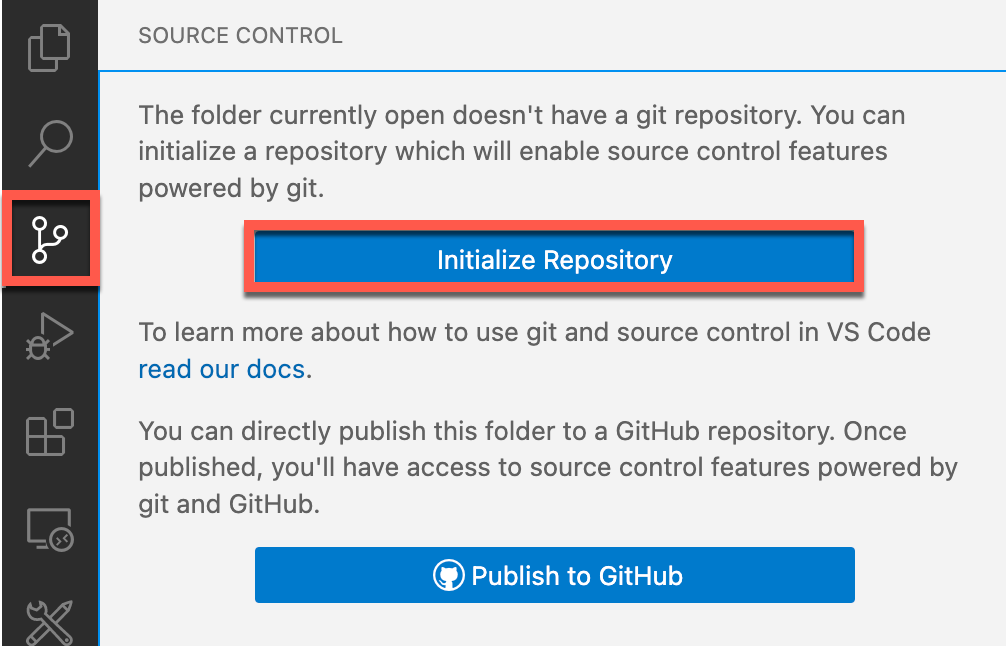 SOURCE CONTROL
The folder currently open doesn't have a git repository. You can
initialize a repository which will enable source control features
powered by git.
Initialize Repository
To learn more about how to use git and source control in VS Code
read our docs.
You can directly publish this folder to a GitHub repository. Once
published, you'll have access to source control features powered by
git and GitHub.
Publish to GitHub